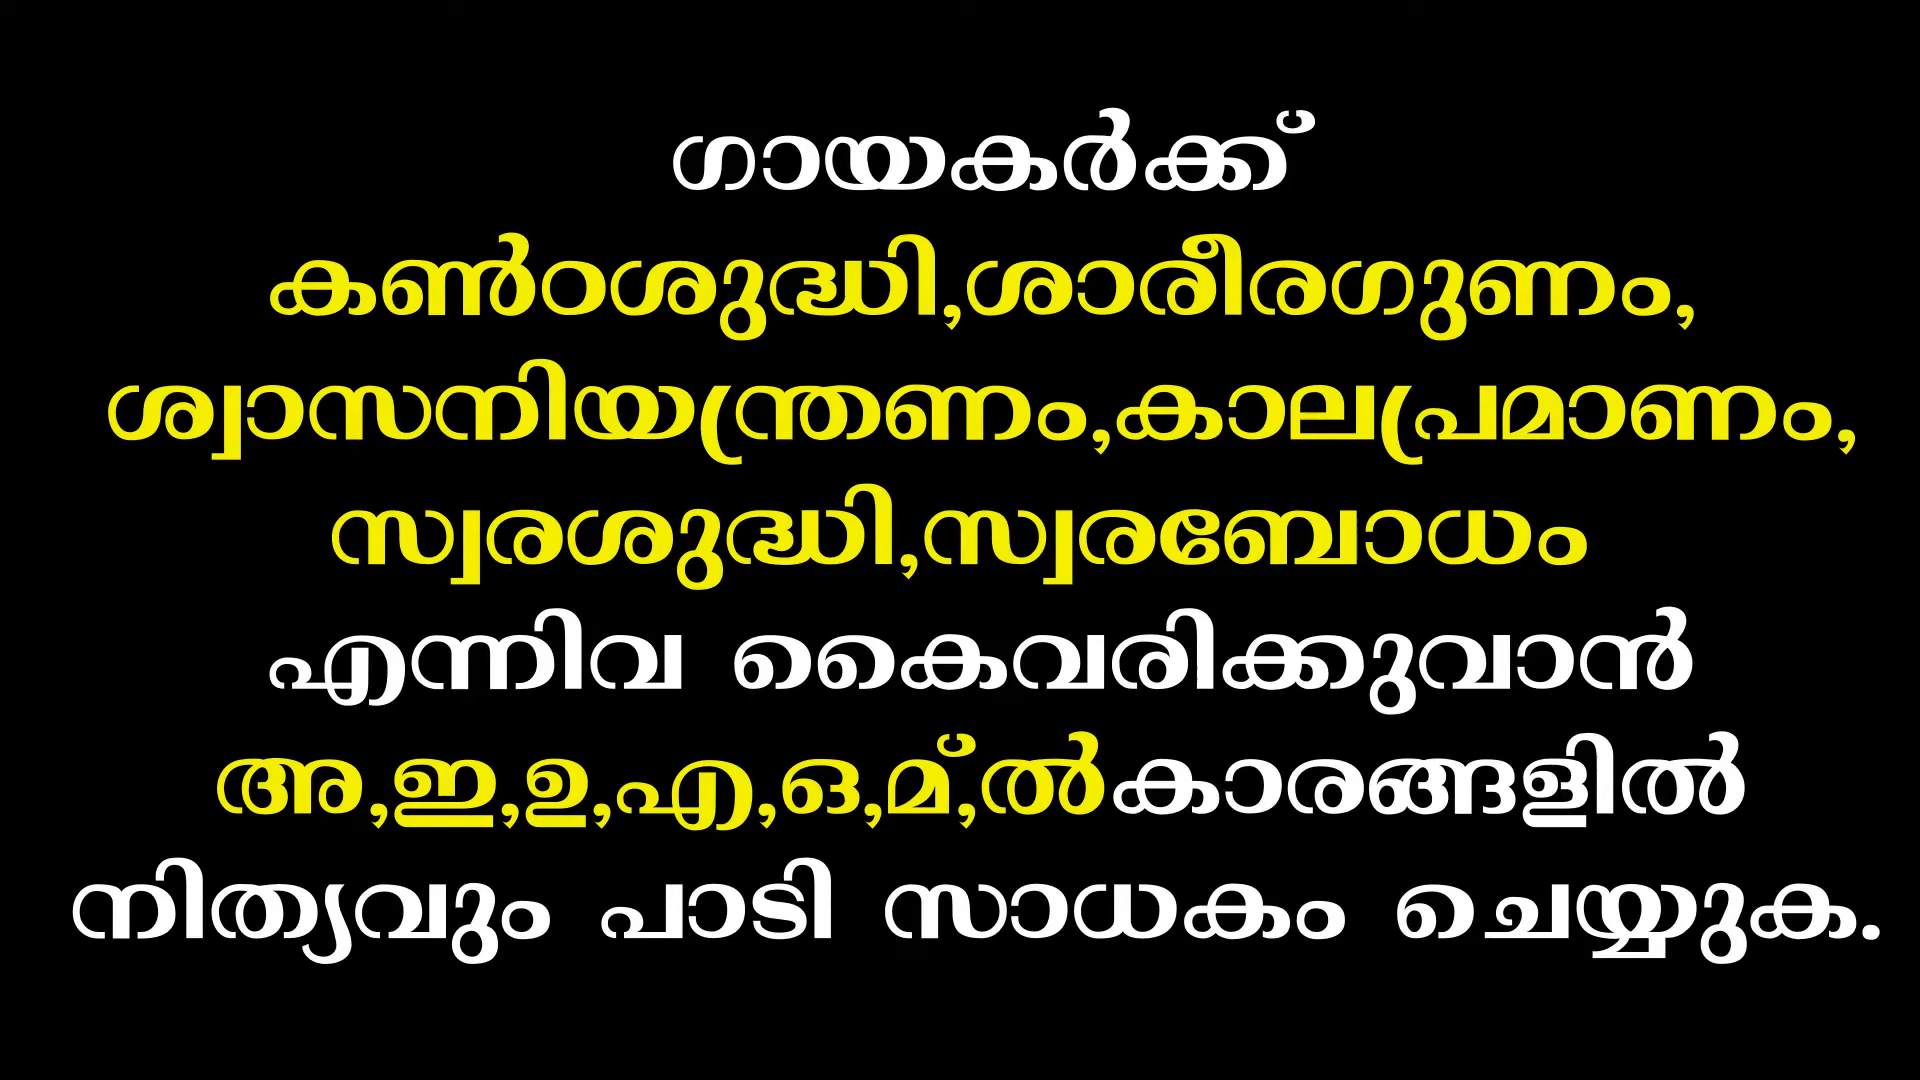 ഗായകർക്ക്
കൺഠശുദ്ധി,ശാരീരഗുണം,
ശ്വാസനിയന്ത്രണം,കാലപ്രമാണം,
സ്വരശുദ്ധി,സ്വരബോധം
എന്നിവ കൈവരിക്കുവാൻ
അ,ഇ,ഉ,എ,ഒ,മ്,ൽകാരങ്ങളിൽ
നിത്യവും പാടി സാധകം ചെയ്യുക.